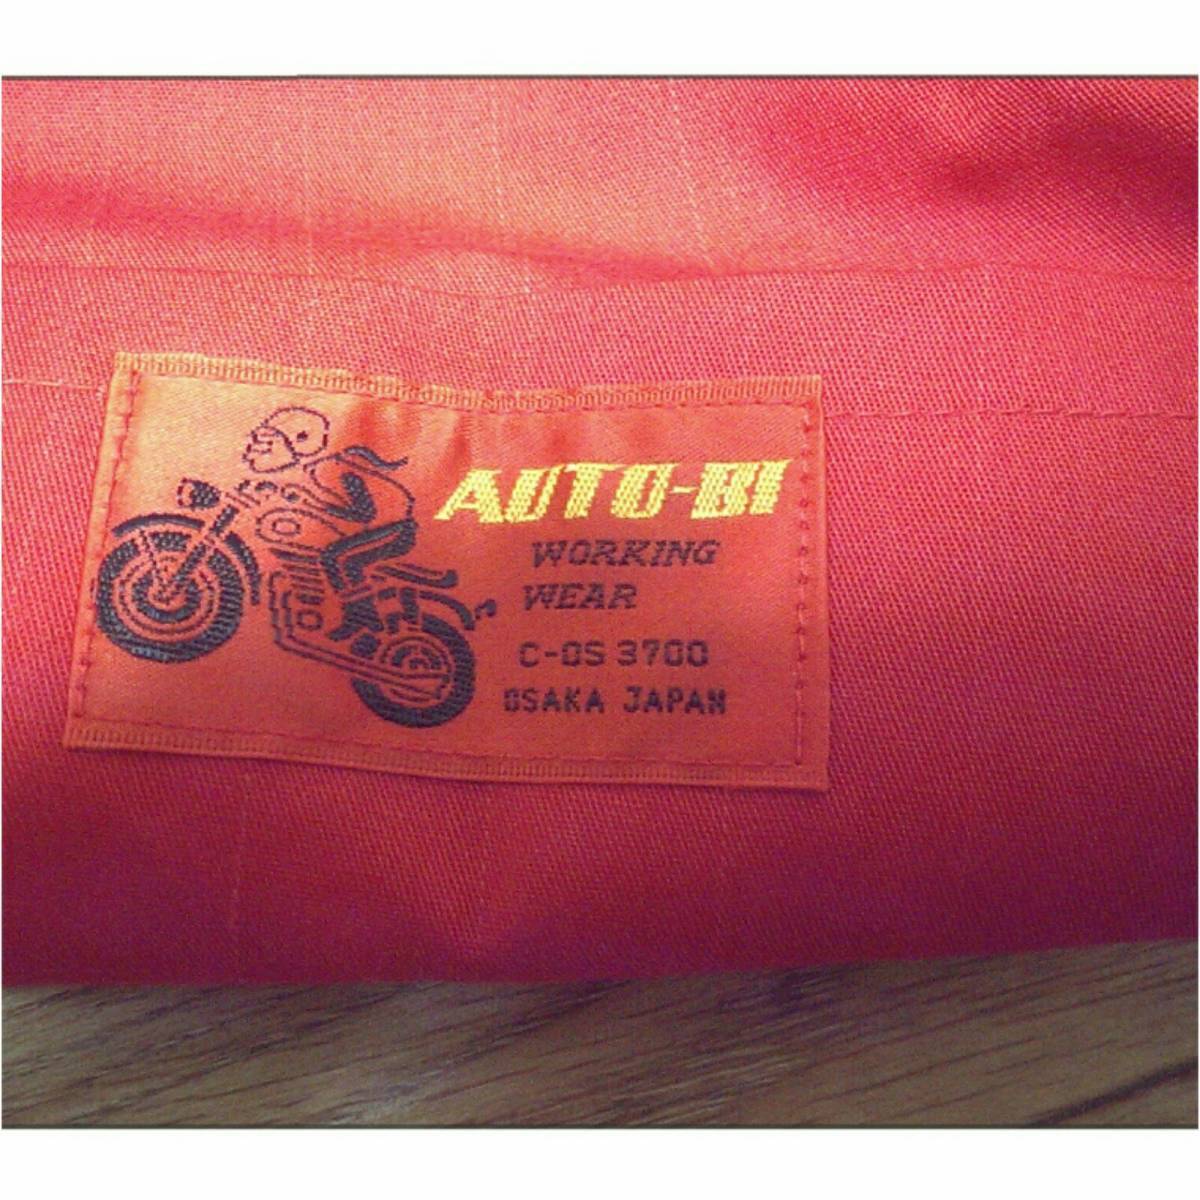 AUTO-BI
WORKING
WEAR
C-OS 3700
OSAKA JAPAN